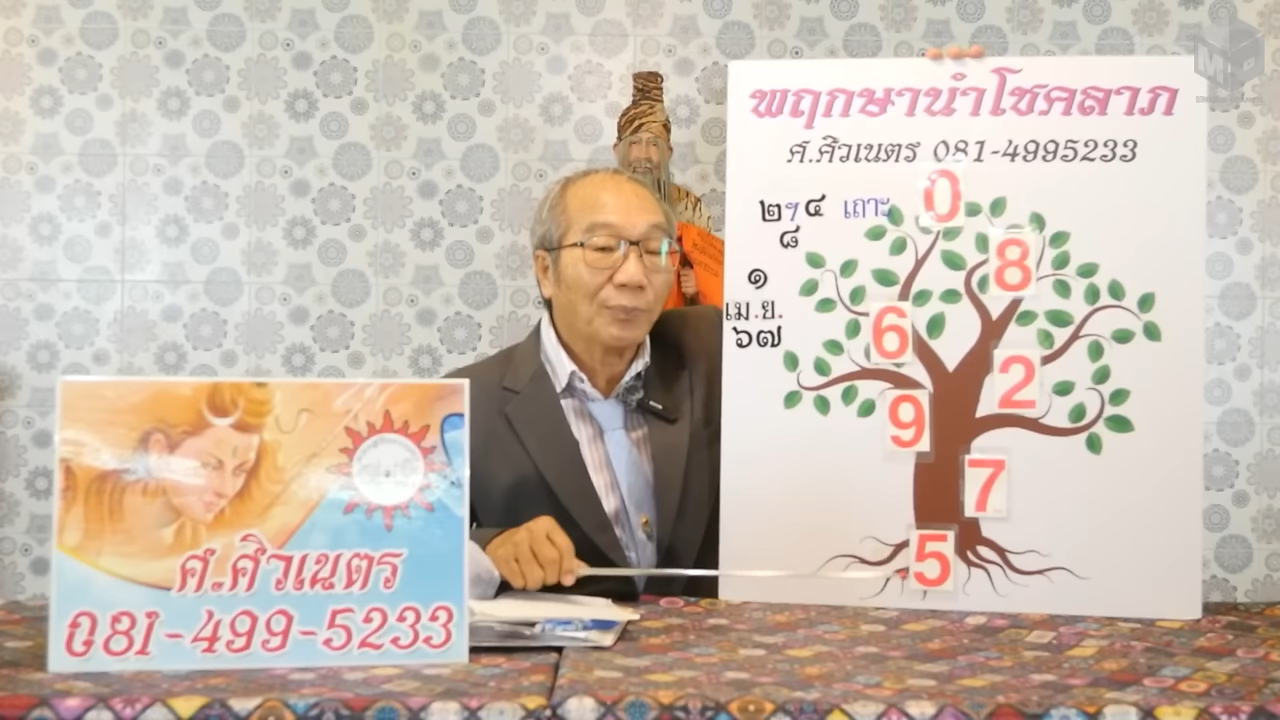 พฤกษานำโชคลาภ
ศ.ศิวเนตร 081-4995233
๒ฯ๔ เถาะ
๘
๑
เม.ย.
๖๗
0
8
6
2
9
7
5
ศ.ศิวเนตร
081-499-5233